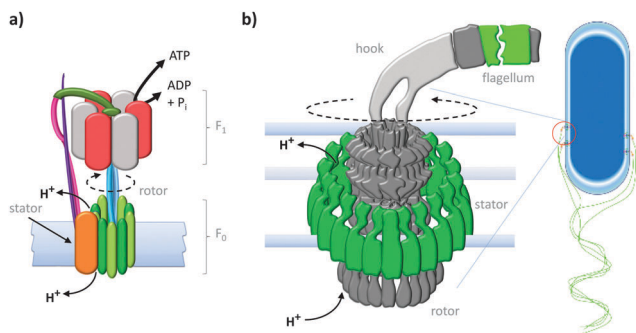 a)
ATP
ADP
+ Pi
F1
H+
rotor
stator
F0
H+
b)
hook
flagellum
H+
stator
rotor
H+